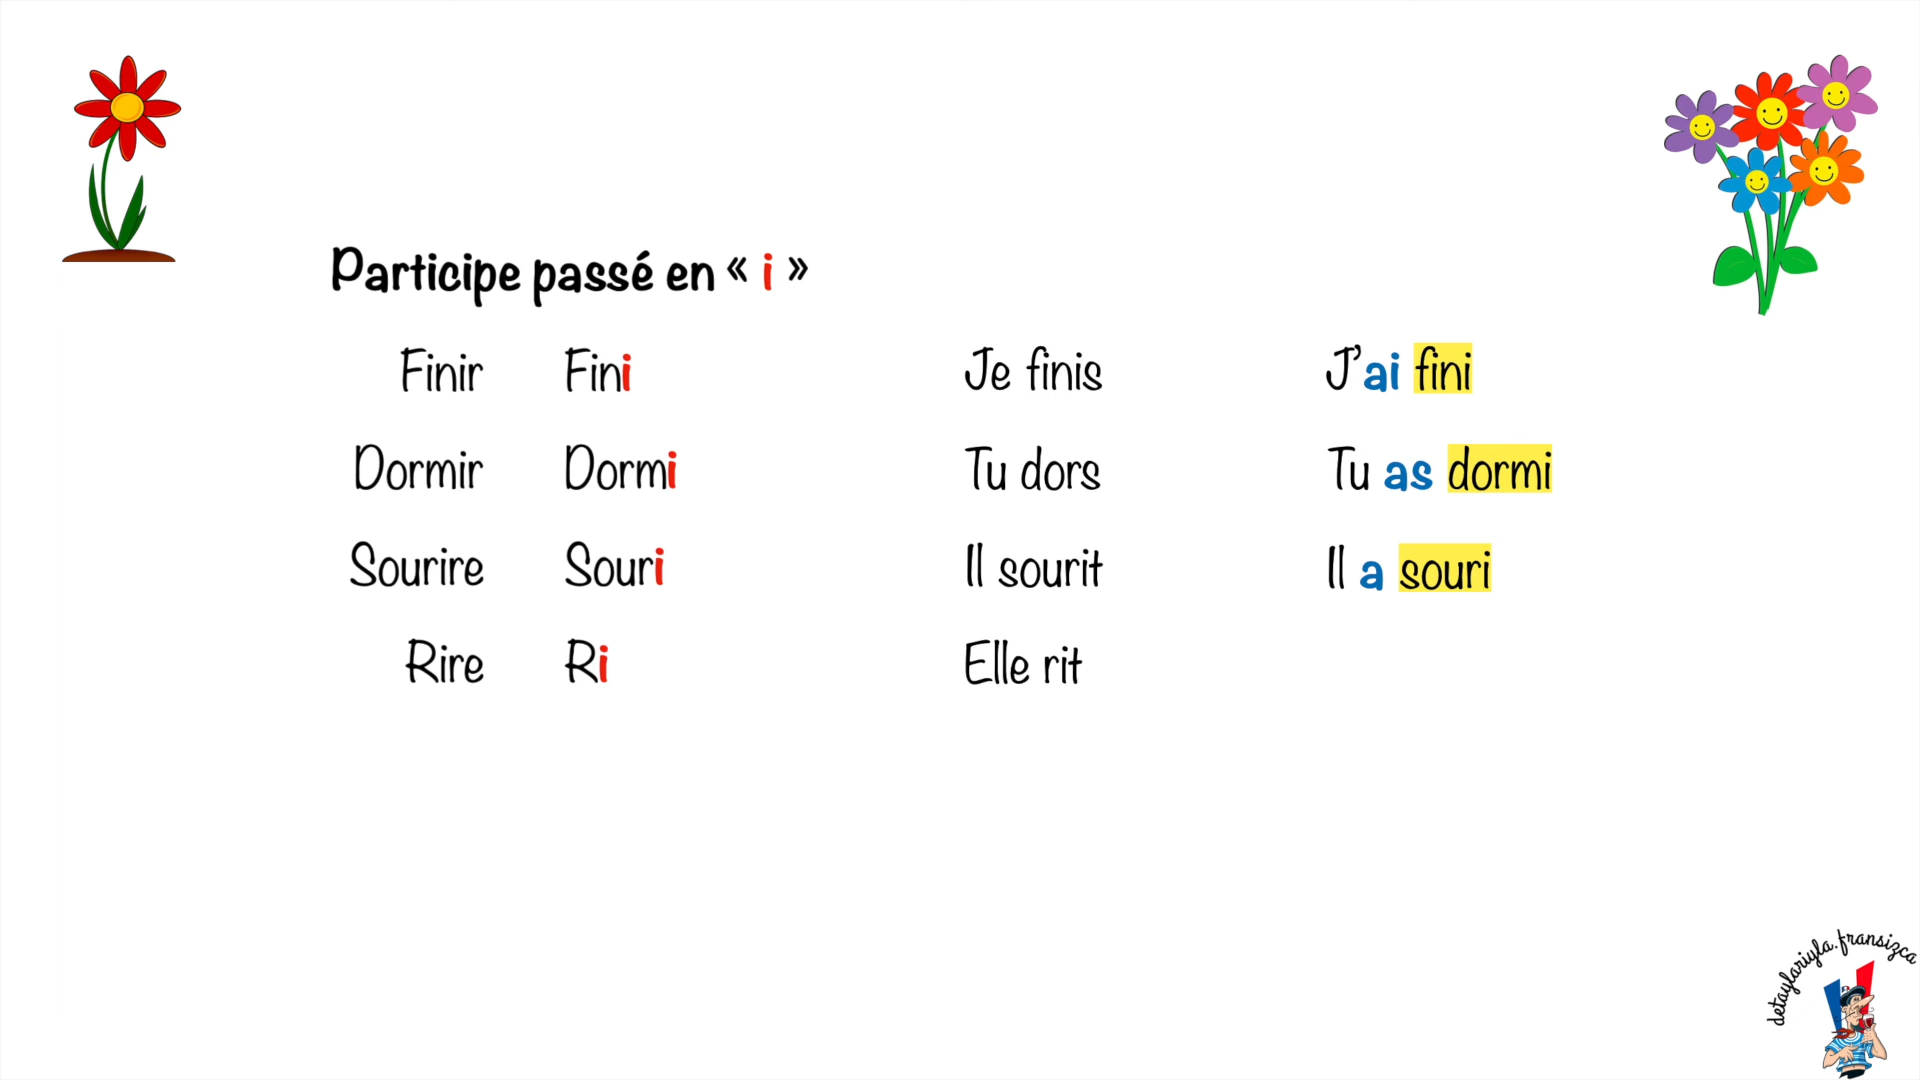 Participe passé en « i »
Finir Fini Je finis J'ai fini
Dormir Dormi Tu dors Tu as dormi
Sourire Souri Il sourit Il a souri
Rire Ri Elle rit
detaylariyla.fransizca